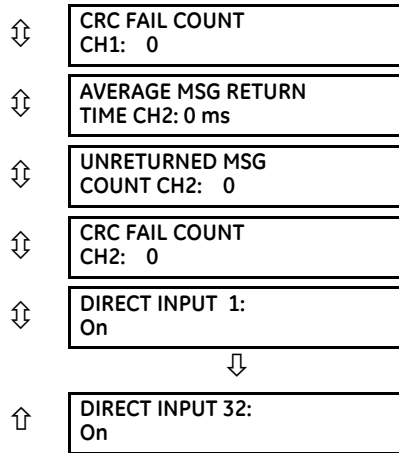 CRC FAIL COUNT
CH1: 0
AVERAGE MSG RETURN
TIME CH2: 0 ms
UNRETURNED MSG
COUNT CH2: 0
CRC FAIL COUNT
CH2: 0
DIRECT INPUT 1:
On
DIRECT INPUT 32:
On